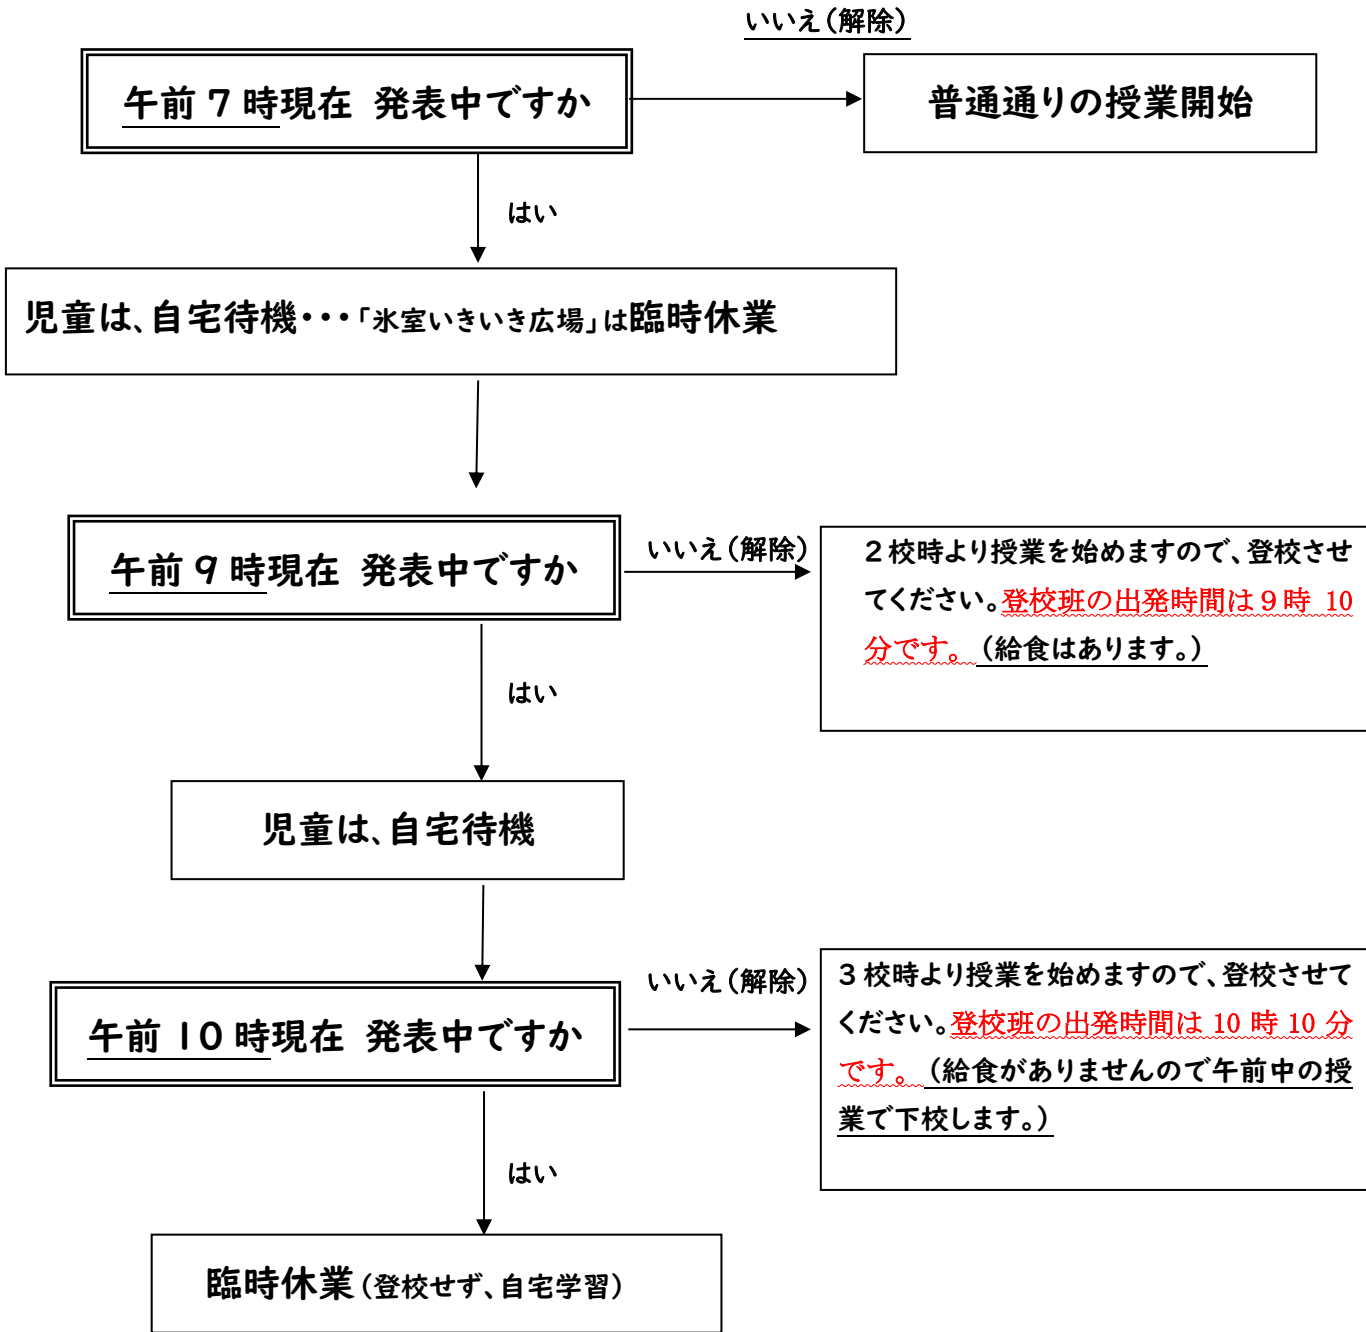 いいえ（解除）
午前７時現在 発表中ですか
普通通りの授業開始
はい
児童は、自宅待機・・・「氷室いきいき広場」は臨時休業
午前９時現在 発表中ですか
いいえ（解除）
２校時より授業を始めますので、登校させ
てください。登校班の出発時間は９時 10
分です。（給食はあります。）
はい
児童は、自宅待機
午前１０時現在 発表中ですか
いいえ（解除）
３校時より授業を始めますので、登校させて
ください。登校班の出発時間は 10 時 10 分
です。（給食がありませんので午前中の授
業で下校します。）
はい
臨時休業（登校せず、自宅学習）